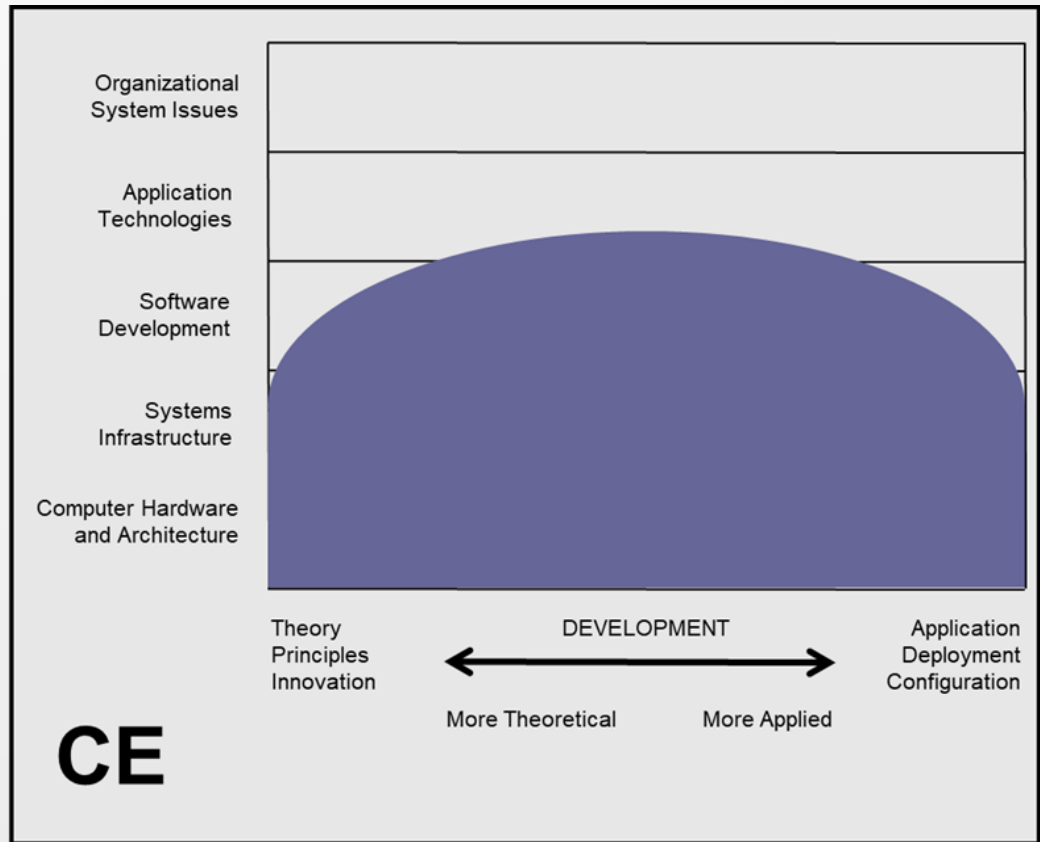 Organizational
System Issues
Application
Technologies
Software
Development
Systems
Infrastructure
Computer Hardware
and Architecture
Theory
Principles
Innovation
DEVELOPMENT
Application
Deployment
Configuration
More Theoretical
More Applied
CE